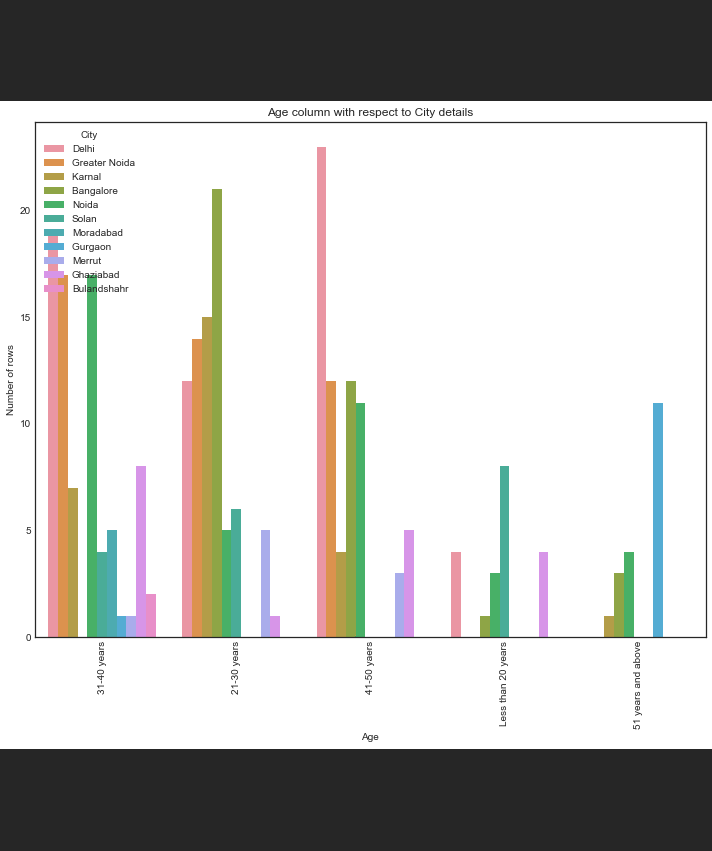 Age column with respect to City details
City
Delhi
Greater Noida
Karnal
Bangalore
Noida
Solan
Moradabad
Gurgaon
Merrut
Ghaziabad
Bulandshahr
Number of rows
20
15
10
5
0
31-40 years
21-30 years
41-50 yaers
Less than 20 years
51 years and above
Age